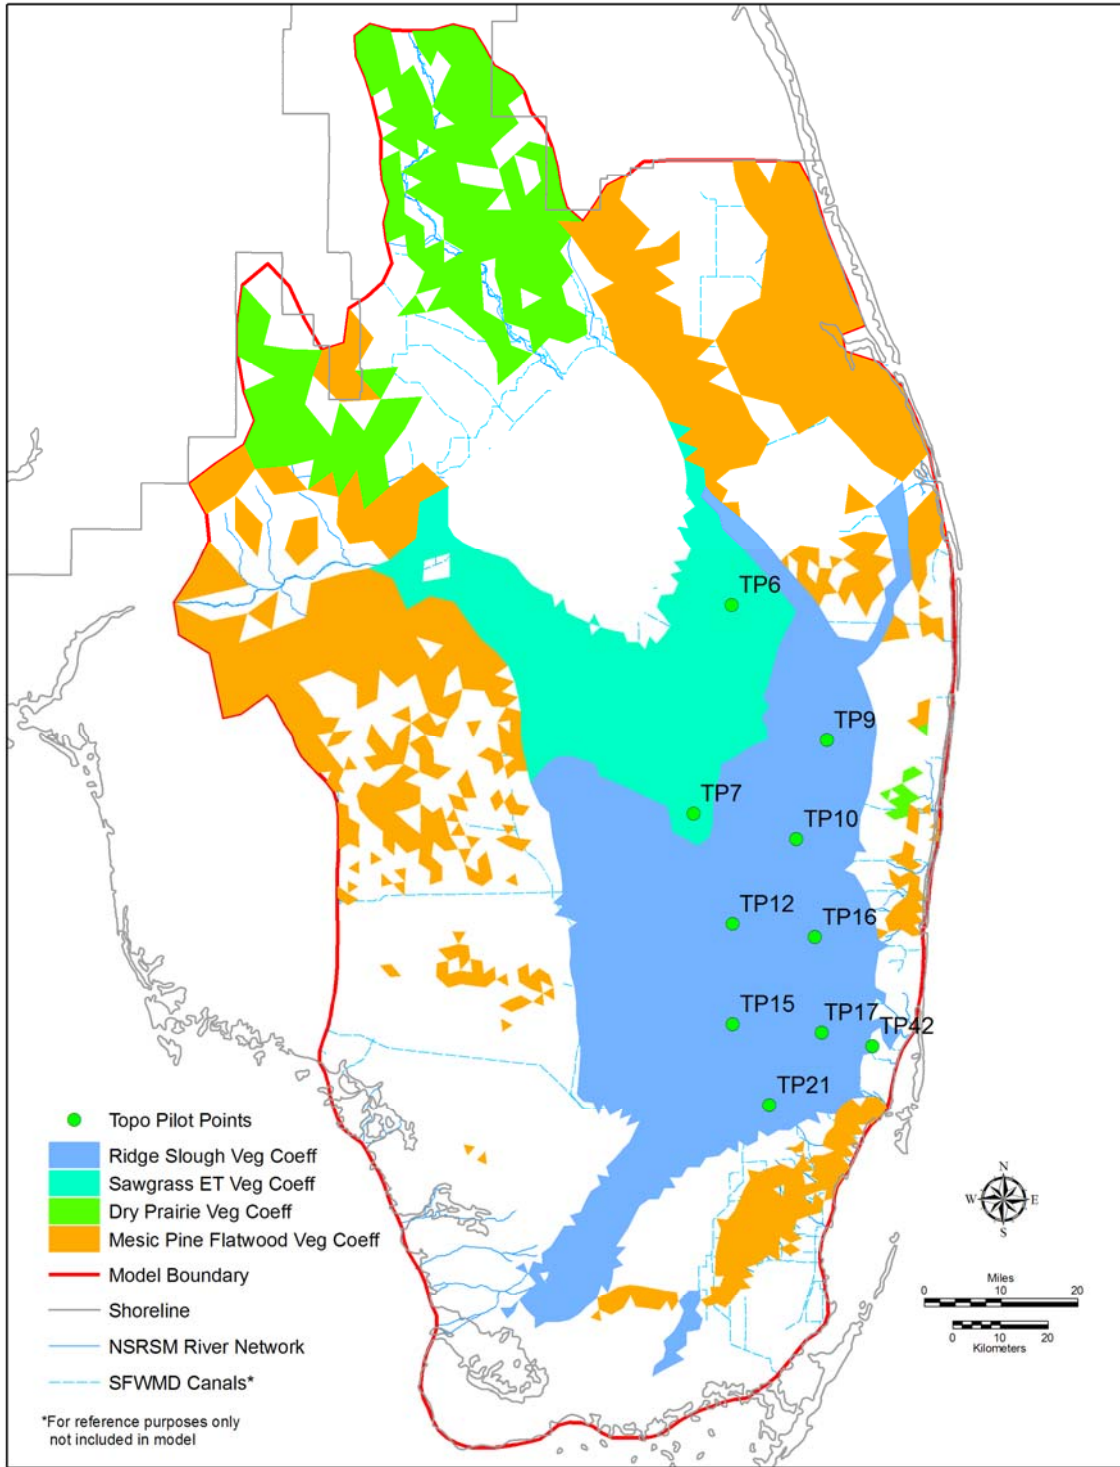 TP6
TP9
TP7
TP10
TP12
TP16
TP15
TP17
TP42
TP21
Topo Pilot Points
Ridge Slough Veg Coeff
Sawgrass ET Veg Coeff
Dry Prairie Veg Coeff
Mesic Pine Flatwood Veg Coeff
Model Boundary
Shoreline
NSRSM River Network
SFWMD Canals*
*For reference purposes only
not included in model
N
W E
S
Miles
0 10 20
0 10 20
Kilometers